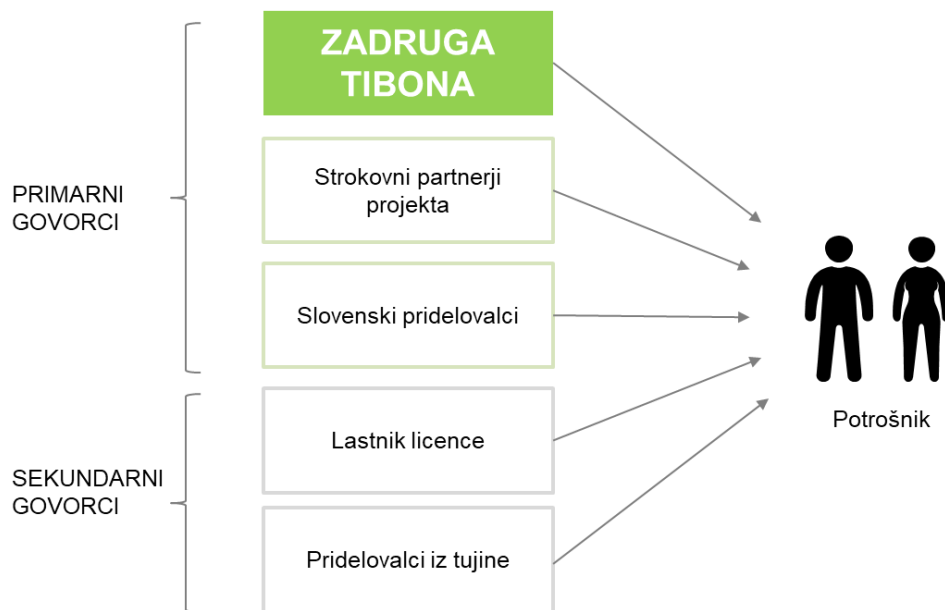 ZADRUGA
TIBONA
PRIMARNI
GOVORCI
Strokovni partnerji
projekta
Slovenski pridelovalci
SEKUNDARNI
GOVORCI
Lastnik licence
Pridelovalci iz tujine
Potrošnik